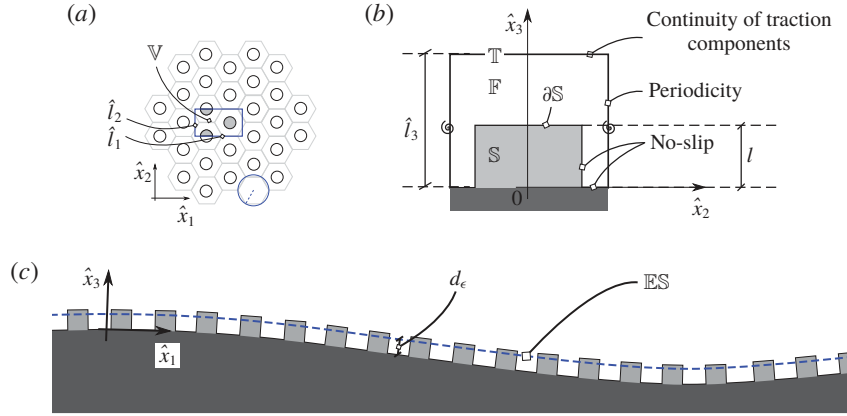 (a)
𝕍
l̂₂
l̂₁
x̂₂
x̂₁
(b)
x̂₃
Continuity of traction
components
𝕋
𝔽
∂𝕊
Periodicity
l̂₃
𝕊
No-slip
l
0
x̂₂
(c)
x̂₃
d_ϵ
𝔼𝕊
x̂₁